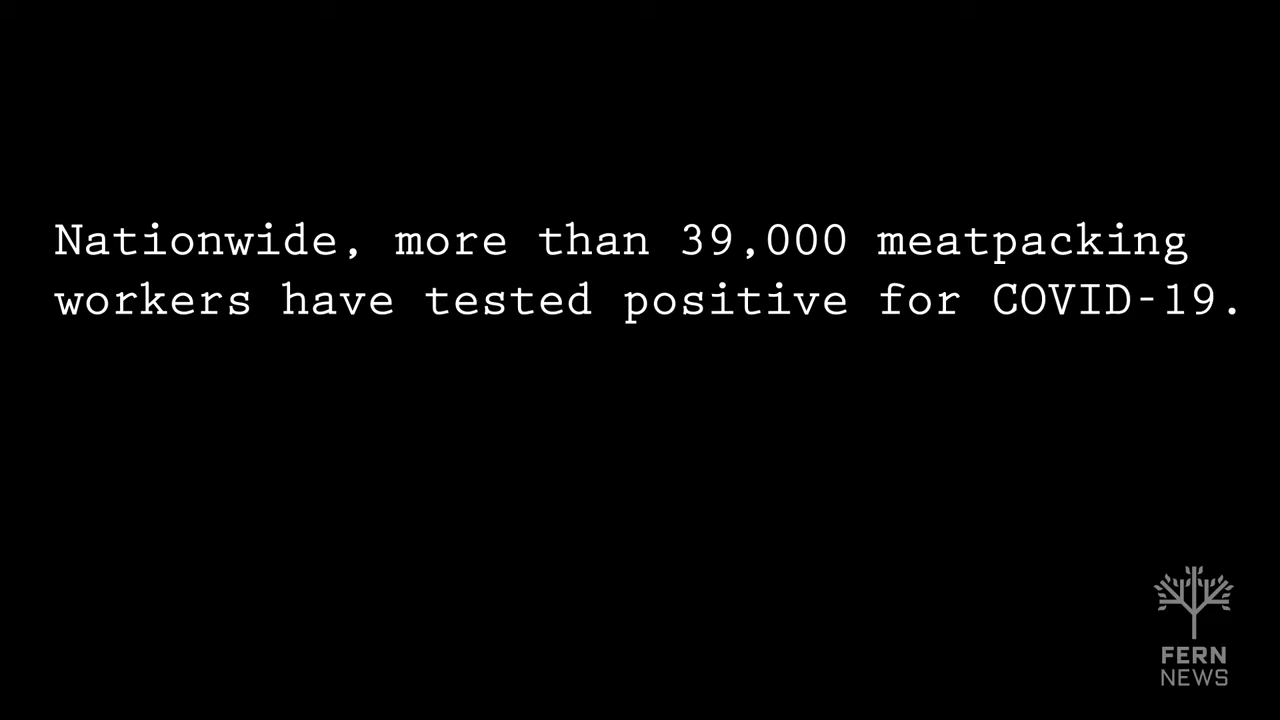 Nationwide, more than 39,000 meatpacking
workers have tested positive for COVID-19.
FERN
NEWS